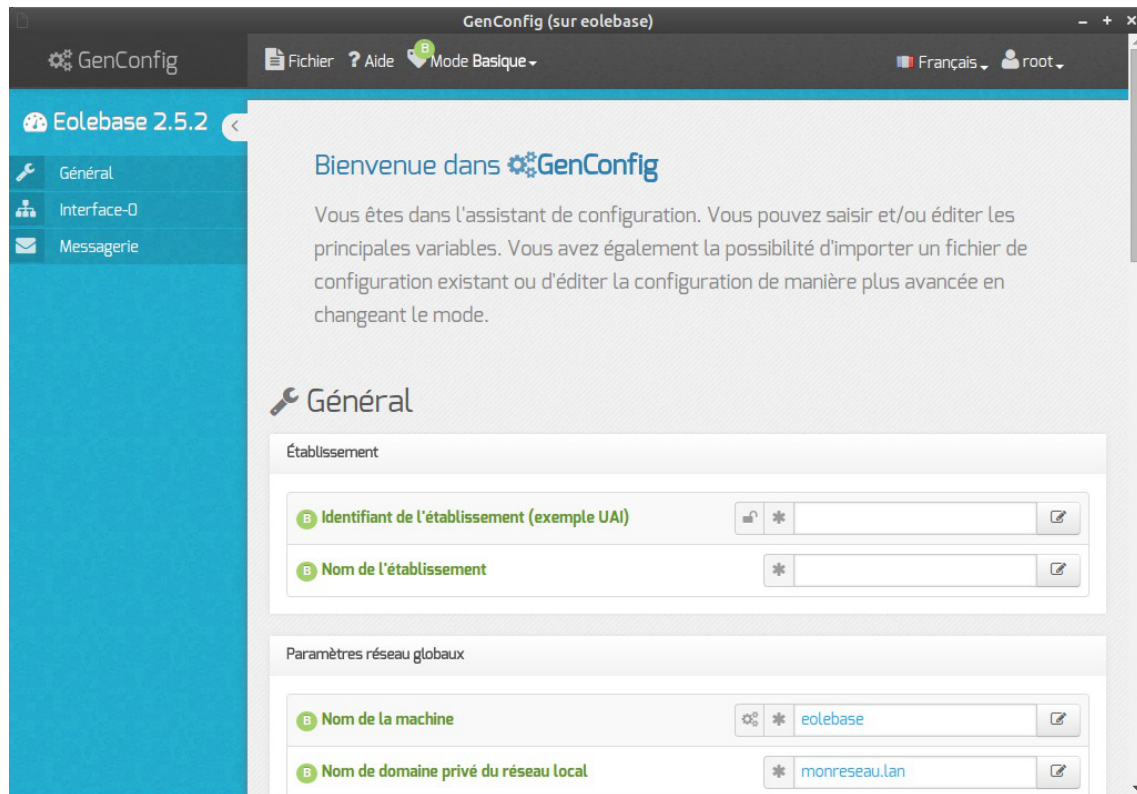 GenConfig (sur eolebase)
GenConfig
Fichier ? Aide B Mode Basique
Français root
Eolebase 2.5.2
Général
Interface-0
Messagerie
Bienvenue dans GenConfig
Vous êtes dans l'assistant de configuration. Vous pouvez saisir et/ou éditer les
principales variables. Vous avez également la possibilité d'importer un fichier de
configuration existant ou d'éditer la configuration de manière plus avancée en
changeant le mode.
Général
Établissement
B Identifiant de l'établissement (exemple UAI)
B Nom de l'établissement
Paramètres réseau globaux
B Nom de la machine eolebase
B Nom de domaine privé du réseau local monreseau.lan